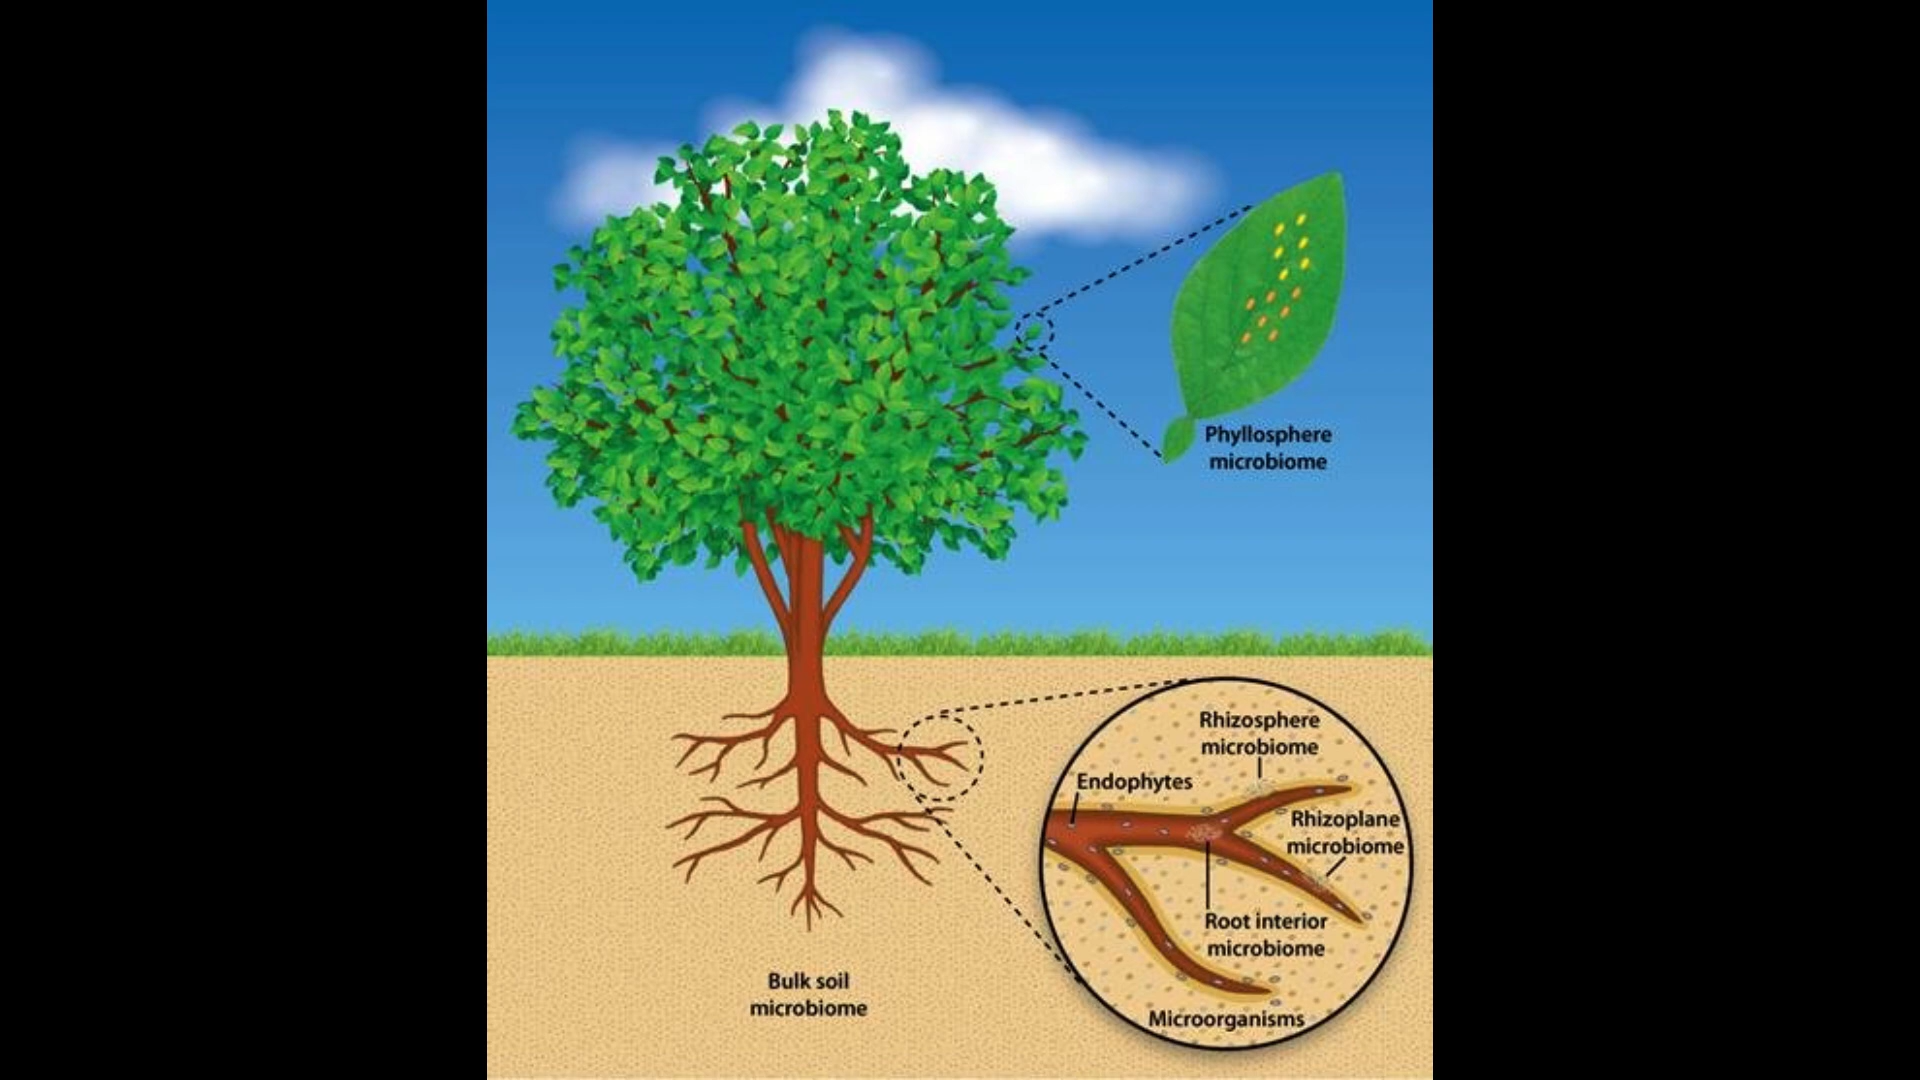 Phyllosphere
microbiome
Rhizosphere
microbiome
Endophytes
Rhizoplane
microbiome
Root interior
microbiome
Bulk soil
microbiome
Microorganisms